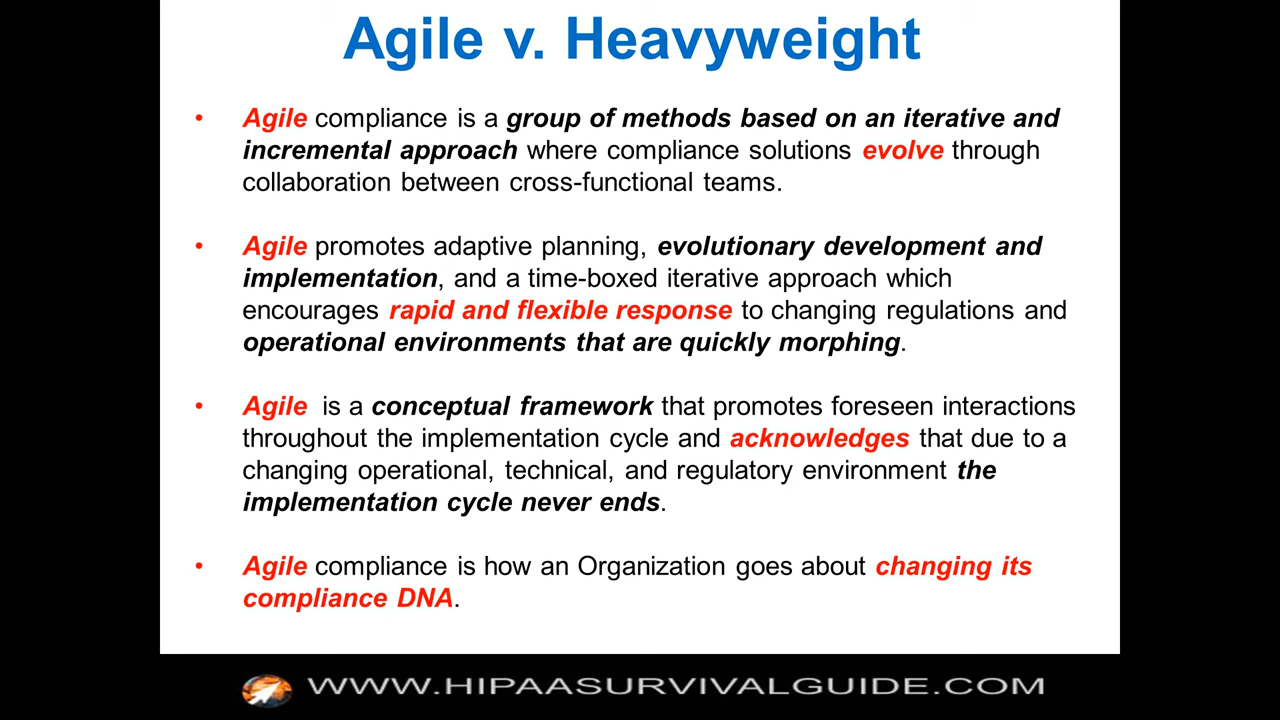 Agile v. Heavyweight
• Agile compliance is a group of methods based on an iterative and
incremental approach where compliance solutions evolve through
collaboration between cross-functional teams.
• Agile promotes adaptive planning, evolutionary development and
implementation, and a time-boxed iterative approach which
encourages rapid and flexible response to changing regulations and
operational environments that are quickly morphing.
• Agile is a conceptual framework that promotes foreseen interactions
throughout the implementation cycle and acknowledges that due to a
changing operational, technical, and regulatory environment the
implementation cycle never ends.
• Agile compliance is how an Organization goes about changing its
compliance DNA.
WWW.HIPAASURVIVALGUIDE.COM